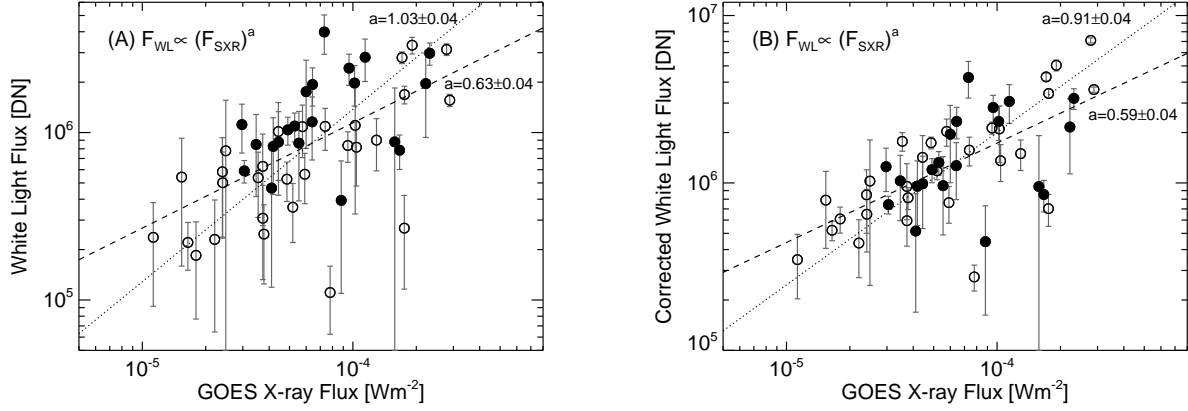 (A) F_WL ∝ (F_SXR)^a
a=1.03±0.04
a=0.63±0.04
White Light Flux [DN]
10^6
10^5
10^-5
10^-4
GOES X-ray Flux [Wm^-2]
(B) F_WL ∝ (F_SXR)^a
a=0.91±0.04
a=0.59±0.04
Corrected White Light Flux [DN]
10^7
10^6
10^5
10^-5
10^-4
GOES X-ray Flux [Wm^-2]